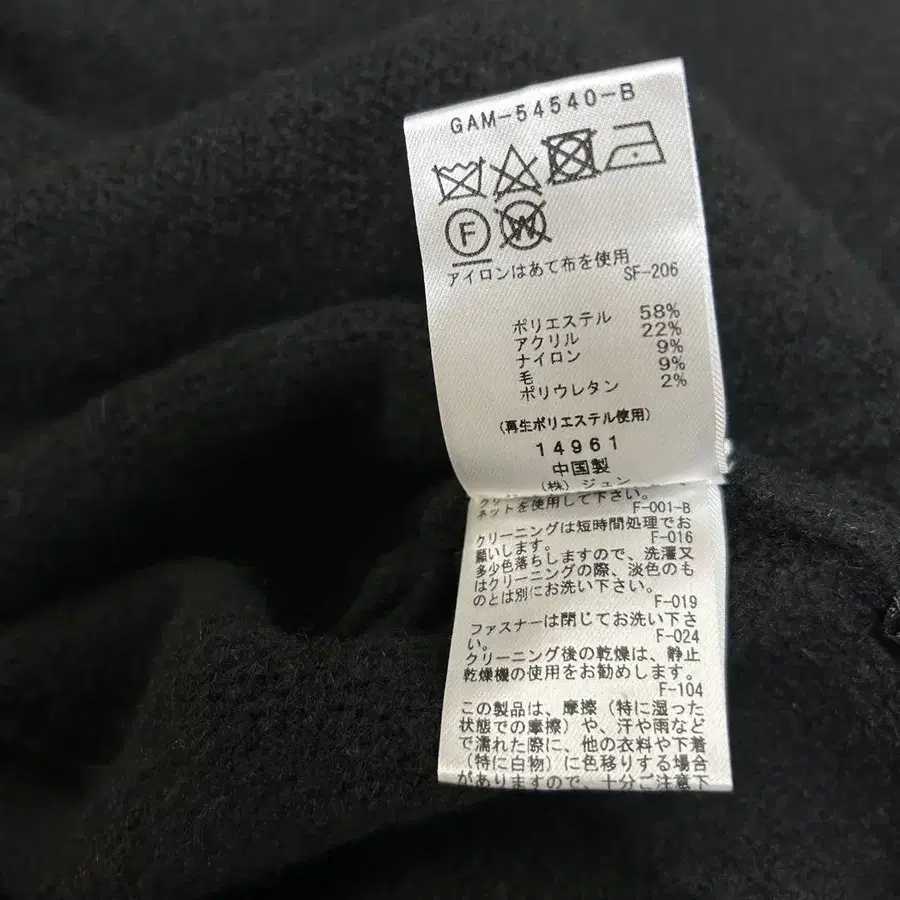 GAM-54540-B
F W
アイロンはあて布を使用
SF-206
ポリエステル 58%
アクリル 22%
ナイロン 9%
毛 9%
ポリウレタン 2%
(再生ポリエステル使用)
14961
中国製
(株) ジュン
ネットを使用して下さい。
F-001-B
クリーニングは短時間処理でお
願いします。 F-016
多少色落ちしますので、洗濯又
はクリーニングの際、淡色のも
のとは別にお洗い下さい。
F-019
ファスナーは閉じてお洗い下さ
い。 F-024
クリーニング後の乾燥は、静止
乾燥機の使用をお勧めします。
F-104
この製品は、摩擦（特に湿った
状態での摩擦）や、汗や雨など
で濡れた際に、他の衣料や下着
（特に白物）に色移りする場合
がありますので、十分ご注意下